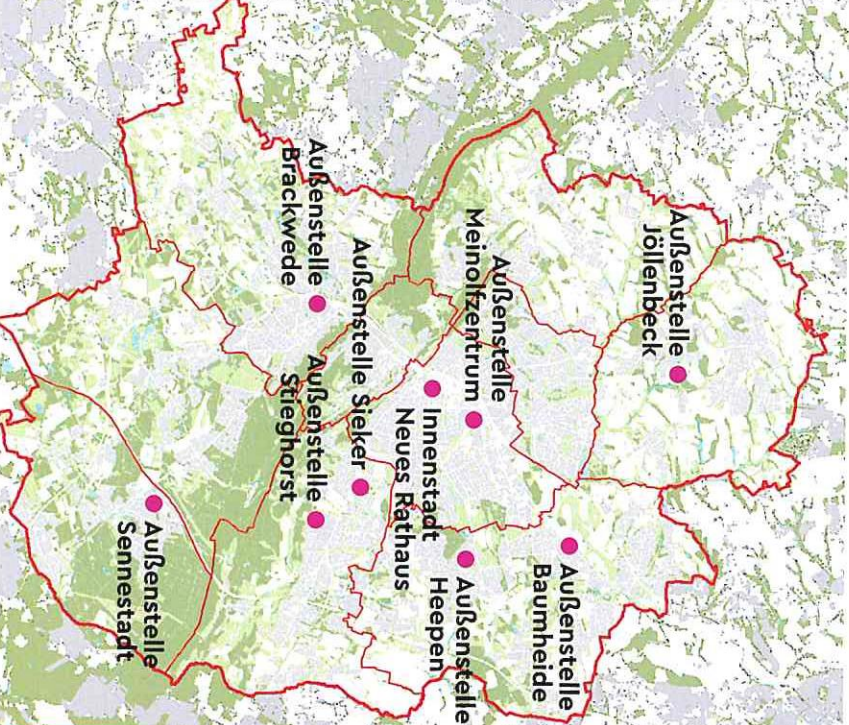 Außenstelle
Jöllenbeck
Außenstelle
Baumheide
Außenstelle
Meinolfzentrum
Außenstelle
Heepen
Innenstadt
Neues Rathaus
Außenstelle Sieker
Außenstelle
Brackwede
Außenstelle
Stieghorst
Außenstelle
Sennestadt